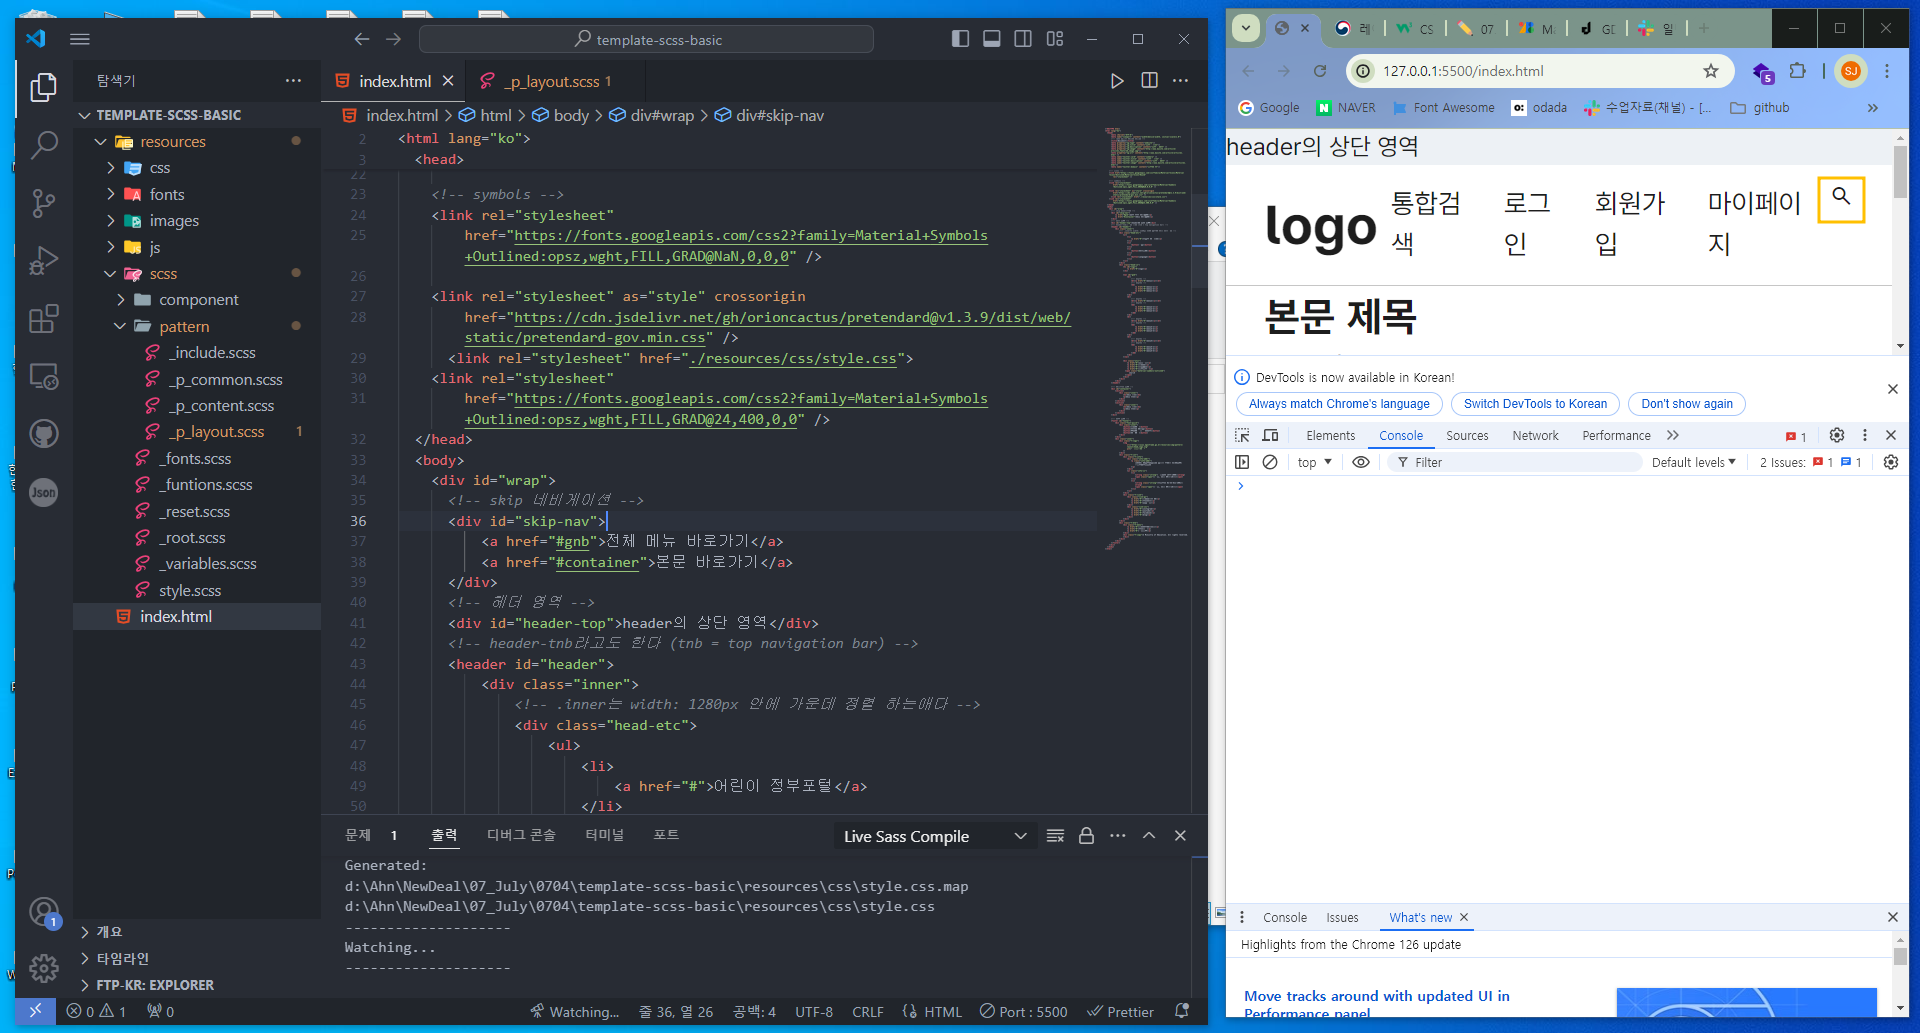 template-scss-basic
탐색기
TEMPLATE-SCSS-BASIC
resources
css
fonts
images
js
scss
component
pattern
_include.scss
_p_common.scss
_p_content.scss
_p_layout.scss 1
_fonts.scss
_funtions.scss
_reset.scss
_root.scss
_variables.scss
style.scss
index.html
개요
타임라인
FTP-KR: EXPLORER
Json
1
index.html
_p_layout.scss 1
index.html > html > body > div#wrap > div#skip-nav
2 <html lang="ko">
3 <head>
22
23 <!-- symbols -->
24 <link rel="stylesheet"
25 href="https://fonts.googleapis.com/css2?family=Material+Symbols
+Outlined:opsz,wght,FILL,GRAD@NaN,0,0,0" />
26
27 <link rel="stylesheet" as="style" crossorigin
28 href="https://cdn.jsdelivr.net/gh/orioncactus/pretendard@v1.3.9/dist/web/
static/pretendard-gov.min.css" />
29 <link rel="stylesheet" href="./resources/css/style.css">
30 <link rel="stylesheet"
31 href="https://fonts.googleapis.com/css2?family=Material+Symbols
+Outlined:opsz,wght,FILL,GRAD@24,400,0,0" />
32 </head>
33 <body>
34 <div id="wrap">
35 <!-- skip 네비게이션 -->
36 <div id="skip-nav">
37 <a href="#gnb">전체 메뉴 바로가기</a>
38 <a href="#container">본문 바로가기</a>
39 </div>
40 <!-- 헤더 영역 -->
41 <div id="header-top">header의 상단 영역</div>
42 <!-- header-tnb라고도 한다 (tnb = top navigation bar) -->
43 <header id="header">
44 <div class="inner">
45 <!-- .inner는 width: 1280px 안에 가운데 정렬 하는애다 -->
46 <div class="head-etc">
47 <ul>
48 <li>
49 <a href="#">어린이 정부포털</a>
50 </li>
문제 1 출력 디버그 콘솔 터미널 포트
Live Sass Compile
Generated:
d:\Ahn\NewDeal\07_July\0704\template-scss-basic\resources\css\style.css.map
d:\Ahn\NewDeal\07_July\0704\template-scss-basic\resources\css\style.css
--------------------
Watching...
--------------------
0 1 0
Watching... 줄 36, 열 26 공백: 4 UTF-8 CRLF HTML Port : 5500 Prettier
레 CS 07 M GD 일
127.0.0.1:5500/index.html
5
SJ
Google NAVER Font Awesome odada 수업자료(채널) - [... github
header의 상단 영역
logo
통합검색
로그인
회원가입
마이페이지
본문 제목
DevTools is now available in Korean!
Always match Chrome's language Switch DevTools to Korean Don't show again
Elements Console Sources Network Performance 1
top Filter Default levels 2 Issues: 1 1
Console Issues What's new
Highlights from the Chrome 126 update
Move tracks around with updated UI in
Performance panel